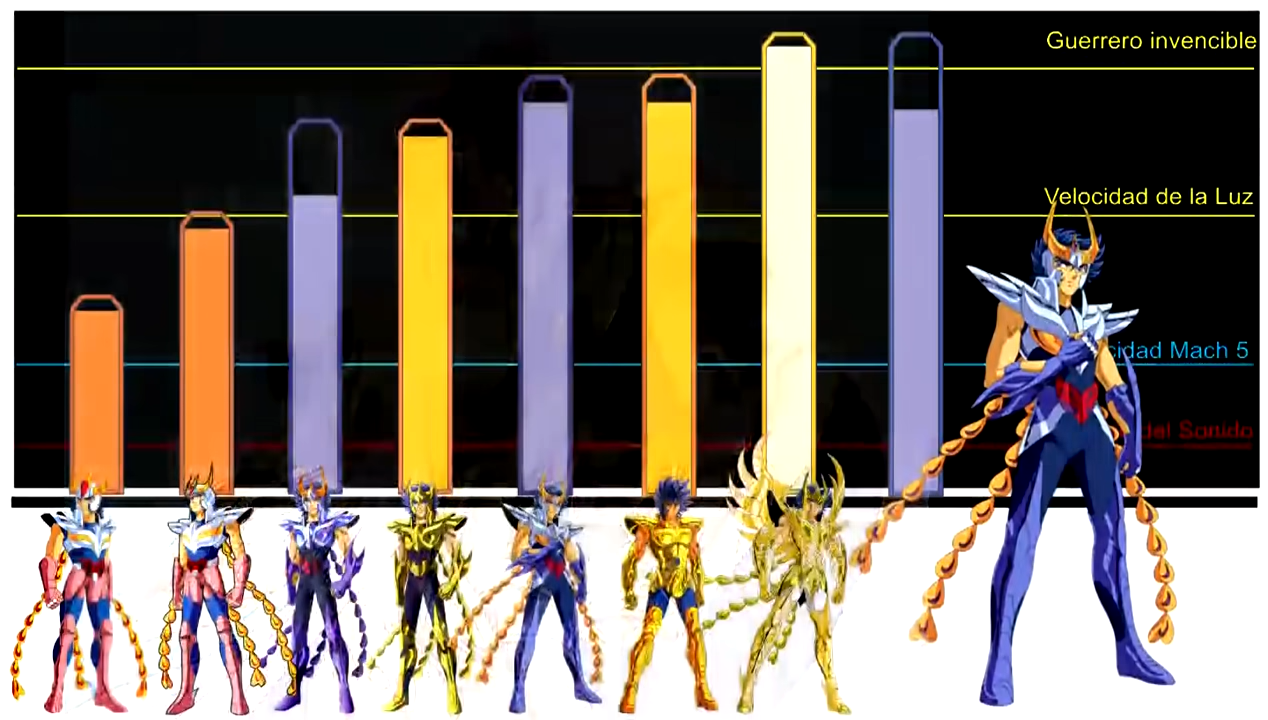 Guerrero invencible
Velocidad de la Luz
cidad Mach 5
del Sonido